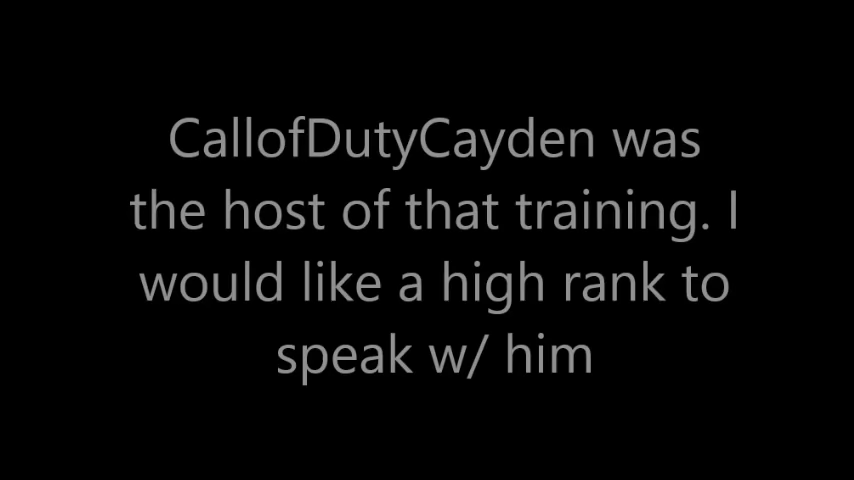 CallofDutyCayden was
the host of that training. I
would like a high rank to
speak w/ him